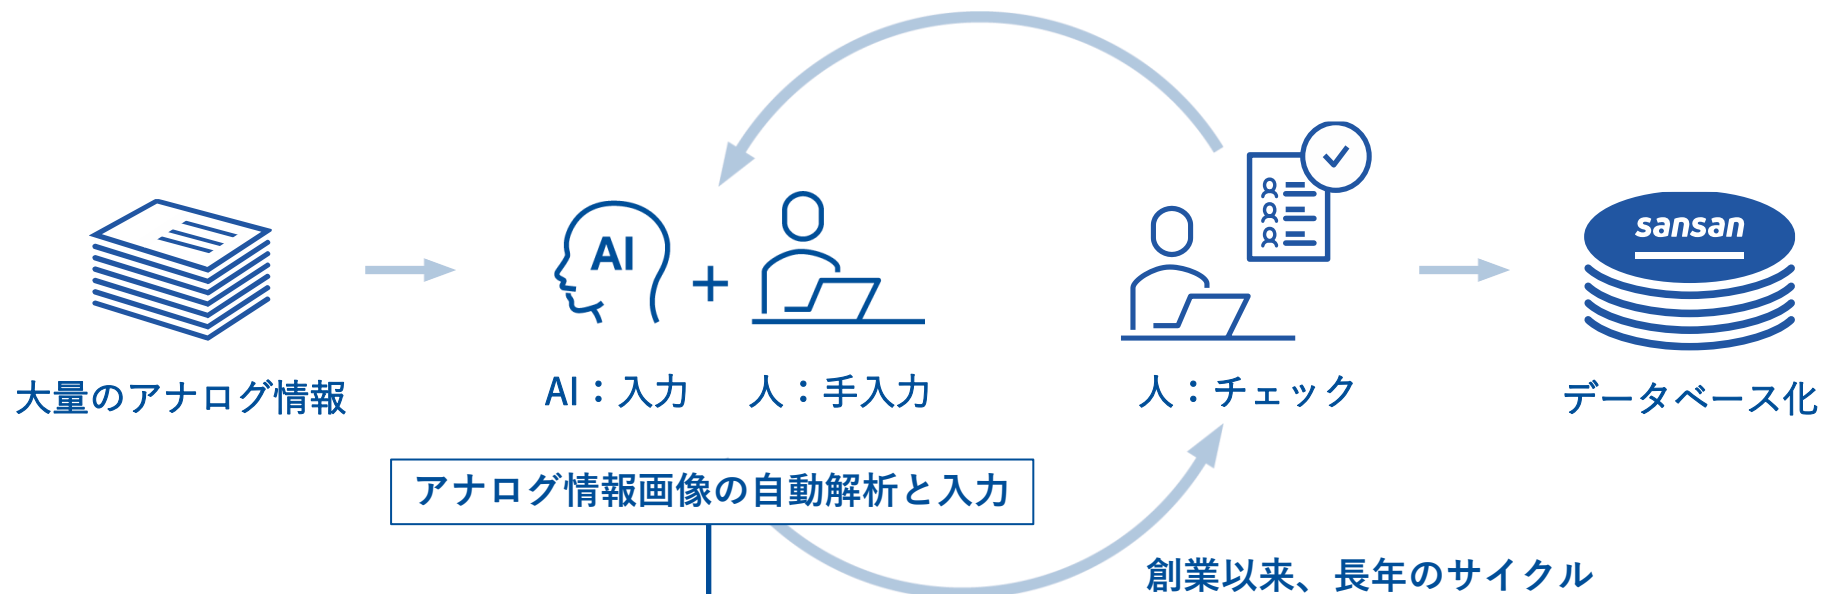 AI
+
sansan
大量のアナログ情報
AI：入力
人：手入力
人：チェック
データベース化
アナログ情報画像の自動解析と入力
創業以来、長年のサイクル